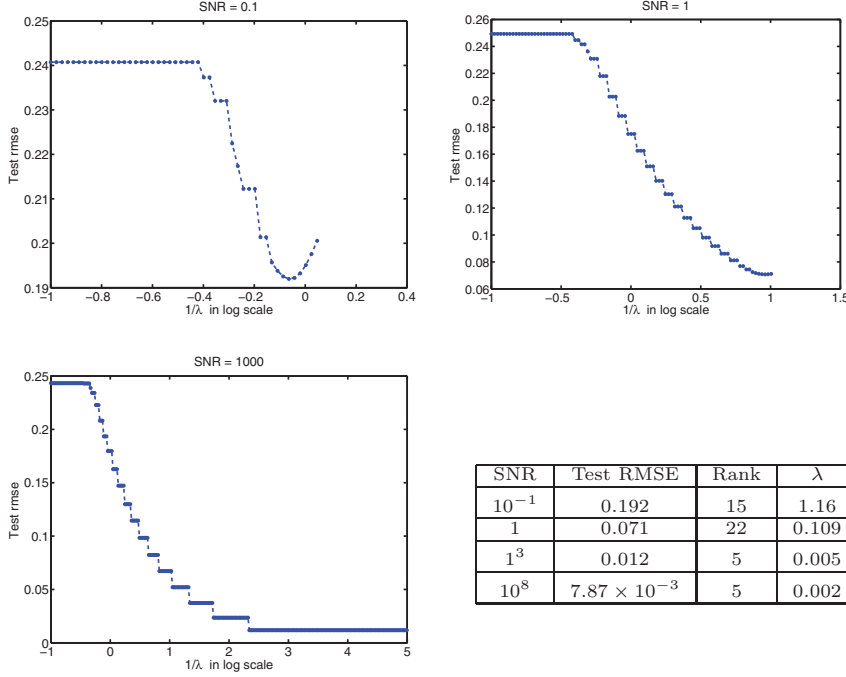 SNR = 0.1
0.25
0.24
0.23
0.22
0.21
0.2
0.19
Test rmse
−1 −0.8 −0.6 −0.4 −0.2 0 0.2 0.4
1/λ in log scale
SNR = 1
0.26
0.24
0.22
0.2
0.18
0.16
0.14
0.12
0.1
0.08
0.06
Test rmse
−1 −0.5 0 0.5 1 1.5
1/λ in log scale
SNR = 1000
0.25
0.2
0.15
0.1
0.05
0
Test rmse
−1 0 1 2 3 4 5
1/λ in log scale
SNR Test RMSE Rank λ
10⁻¹ 0.192 15 1.16
1 0.071 22 0.109
1³ 0.012 5 0.005
10⁸ 7.87 × 10⁻³ 5 0.002